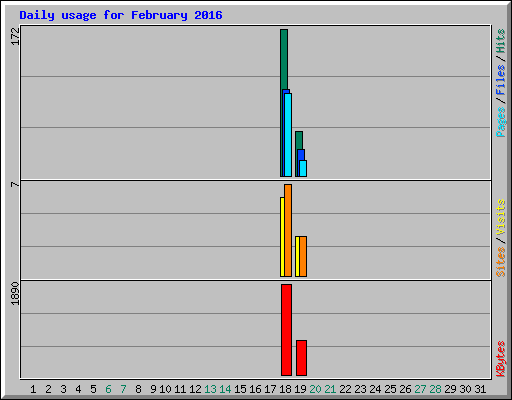 Daily usage for February 2016
172
7
1890
Pages/Files/Hits
Sites/Visits
KBytes
1 2 3 4 5 6 7 8 9 10 11 12 13 14 15 16 17 18 19 20 21 22 23 24 25 26 27 28 29 30 31